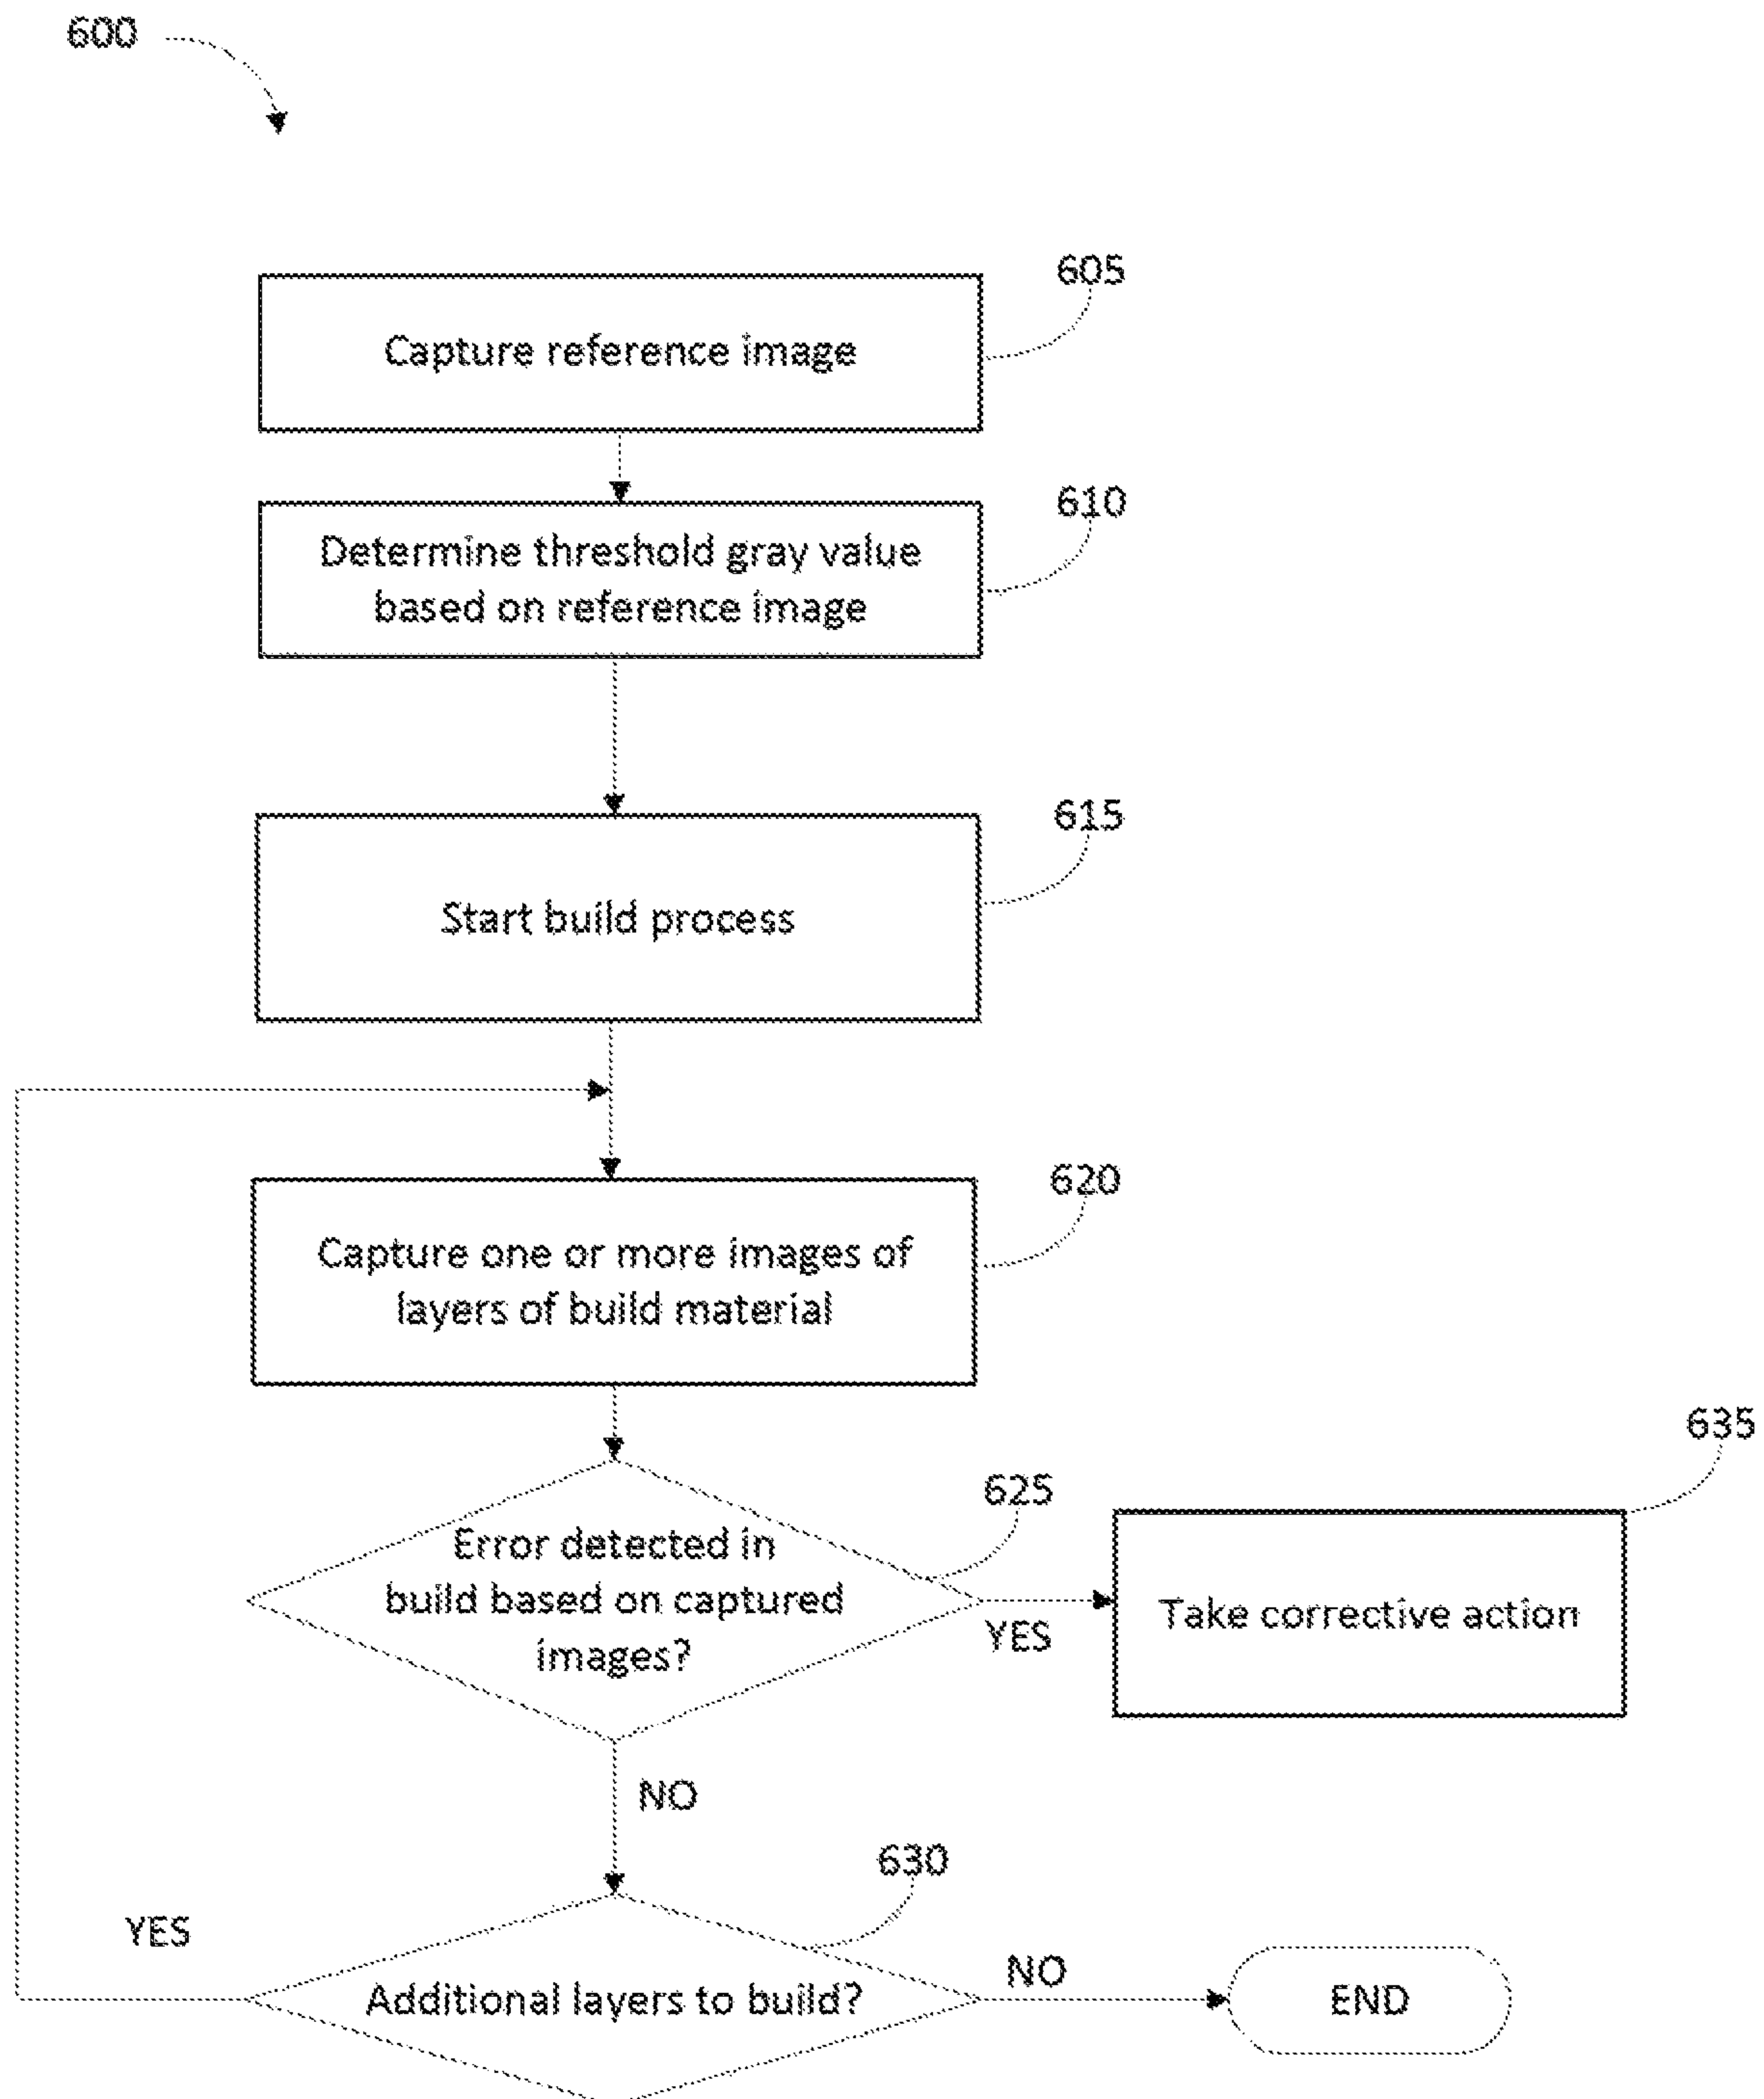 600
605
Capture reference image
610
Determine threshold gray value
based on reference image
615
Start build process
620
Capture one or more images of
layers of build material
635
625
Error detected in
build based on captured
images?
YES
Take corrective action
NO
630
YES
NO
Additional layers to build?
END